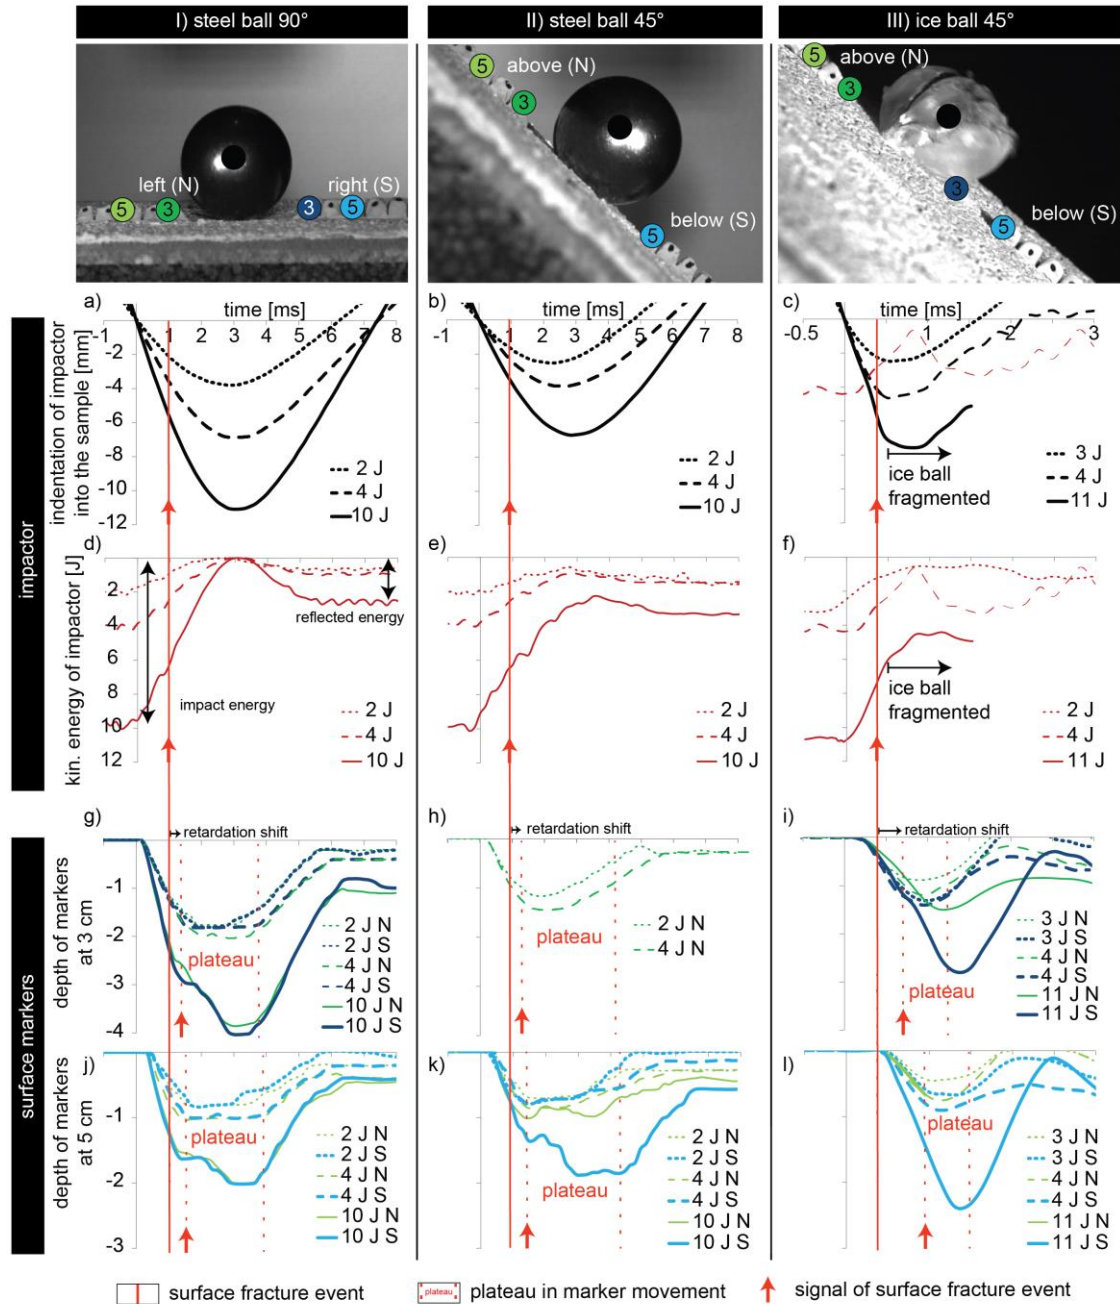 I) steel ball 90°
II) steel ball 45°
III) ice ball 45°
left (N)
right (S)
5
3
3
5
above (N)
5
3
5
below (S)
5
above (N)
3
3
5
below (S)
impactor
surface markers
a)
time [ms]
-1 1 2 3 4 5 6 7 8
indentation of impactor
into the sample [mm]
-2
-4
-6
-8
-10
-12
2 J
4 J
10 J
b)
time [ms]
-1 1 2 3 4 5 6 7 8
2 J
4 J
10 J
c)
time [ms]
-0.5 1 2 3
ice ball
fragmented
3 J
4 J
11 J
d)
kin. energy of impactor [J]
2
4
6
8
10
12
reflected energy
impact energy
2 J
4 J
10 J
e)
2 J
4 J
10 J
f)
ice ball
fragmented
2 J
4 J
11 J
g)
retardation shift
depth of markers
at 3 cm
-1
-2
-3
-4
plateau
2 J N
2 J S
4 J N
4 J S
10 J N
10 J S
h)
retardation shift
plateau
2 J N
4 J N
i)
retardation shift
plateau
3 J N
3 J S
4 J N
4 J S
11 J N
11 J S
j)
depth of markers
at 5 cm
-1
-2
-3
plateau
2 J N
2 J S
4 J N
4 J S
10 J N
10 J S
k)
plateau
2 J N
2 J S
4 J N
4 J S
10 J N
10 J S
l)
plateau
3 J N
3 J S
4 J N
4 J S
11 J N
11 J S
surface fracture event
plateau
plateau in marker movement
signal of surface fracture event